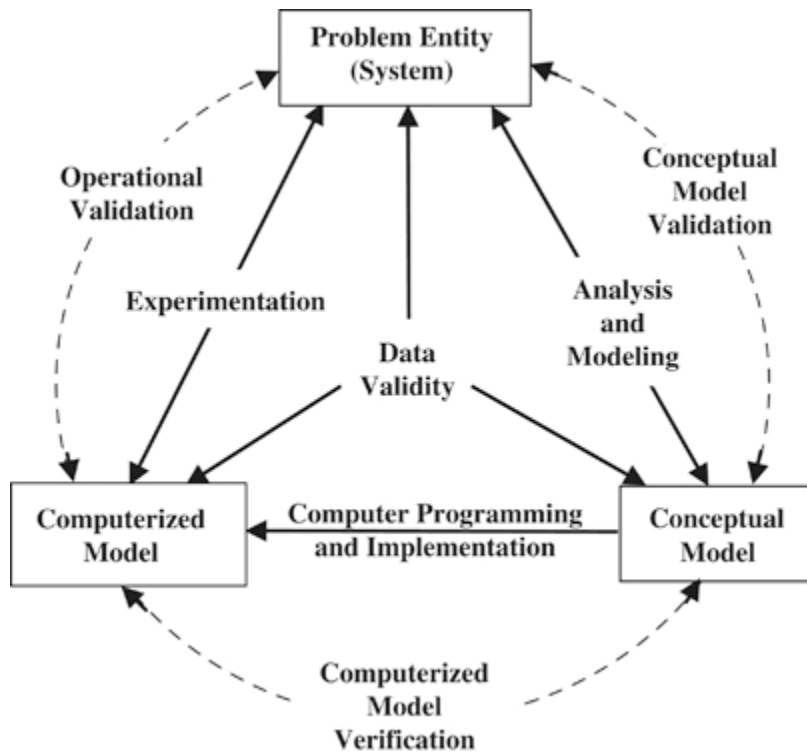 Problem Entity
(System)
Operational
Validation
Conceptual
Model
Validation
Experimentation
Analysis
and
Modeling
Data
Validity
Computerized
Model
Computer Programming
and Implementation
Conceptual
Model
Computerized
Model
Verification